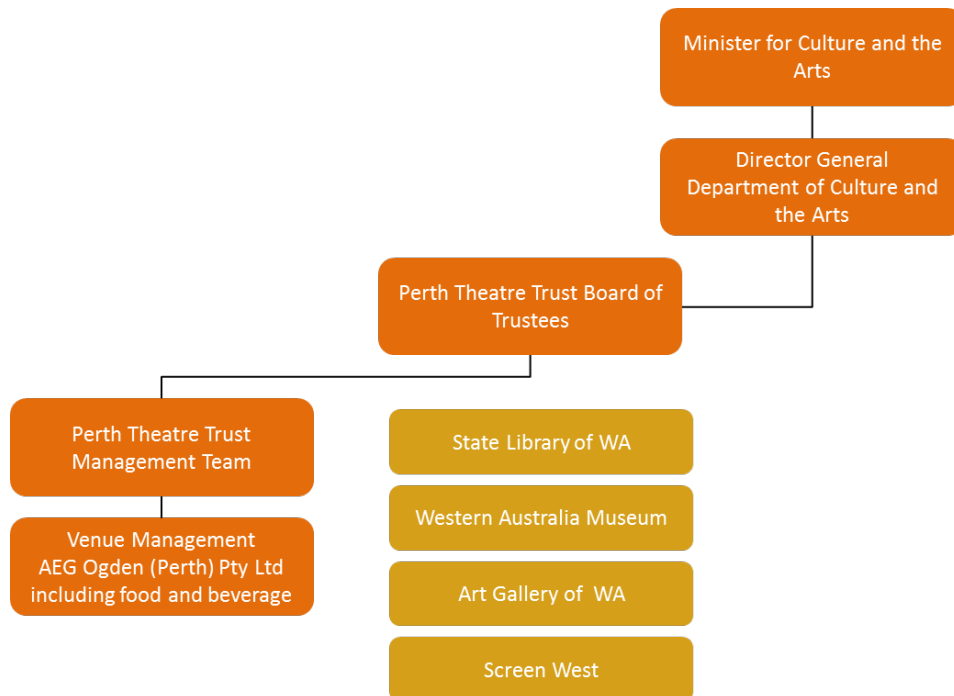 Minister for Culture and the
Arts
Director General
Department of Culture and
the Arts
Perth Theatre Trust Board of
Trustees
Perth Theatre Trust
Management Team
Venue Management
AEG Ogden (Perth) Pty Ltd
including food and beverage
State Library of WA
Western Australia Museum
Art Gallery of WA
Screen West